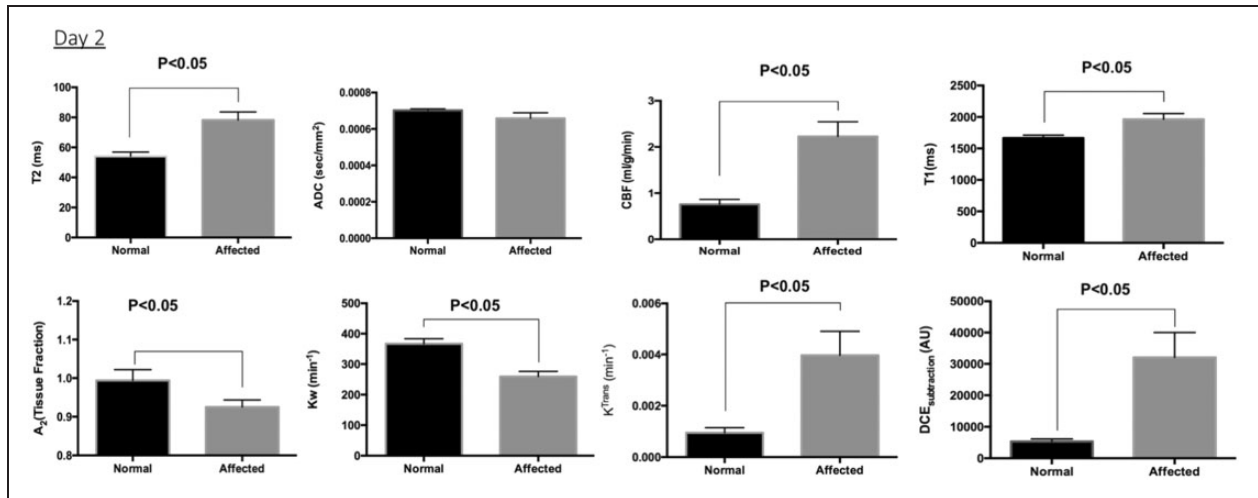 Day 2
P<0.05
T2 (ms)
100
80
60
40
20
0
Normal Affected
ADC (sec/mm²)
0.0008
0.0006
0.0004
0.0002
0.0000
Normal Affected
P<0.05
CBF (ml/g/min)
3
2
1
0
Normal Affected
P<0.05
T1 (ms)
2500
2000
1500
1000
500
0
Normal Affected
P<0.05
A₂(Tissue Fraction)
1.2
1.1
1.0
0.9
0.8
Normal Affected
P<0.05
Kw (min⁻¹)
500
400
300
200
100
0
Normal Affected
P<0.05
K^Trans (min⁻¹)
0.006
0.004
0.002
0.000
Normal Affected
P<0.05
DCEsubtraction (AU)
50000
40000
30000
20000
10000
0
Normal Affected